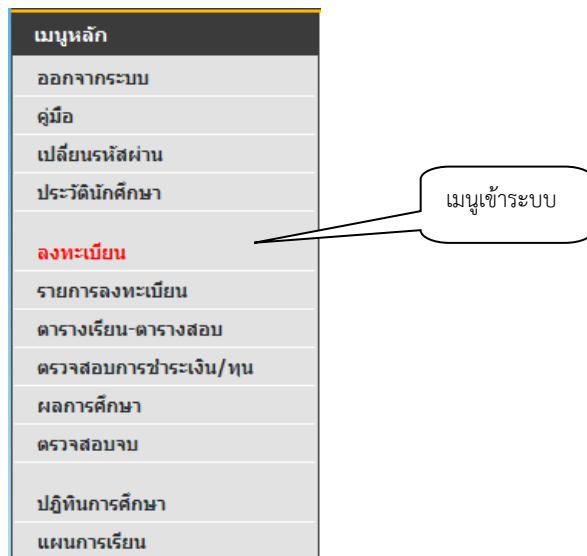 เมนูหลัก
ออกจากระบบ
คู่มือ
เปลี่ยนรหัสผ่าน
ประวัตินักศึกษา
เมนูเข้าระบบ
ลงทะเบียน
รายการลงทะเบียน
ตารางเรียน-ตารางสอบ
ตรวจสอบการชำระเงิน/ทุน
ผลการศึกษา
ตรวจสอบจบ
ปฏิทินการศึกษา
แผนการเรียน